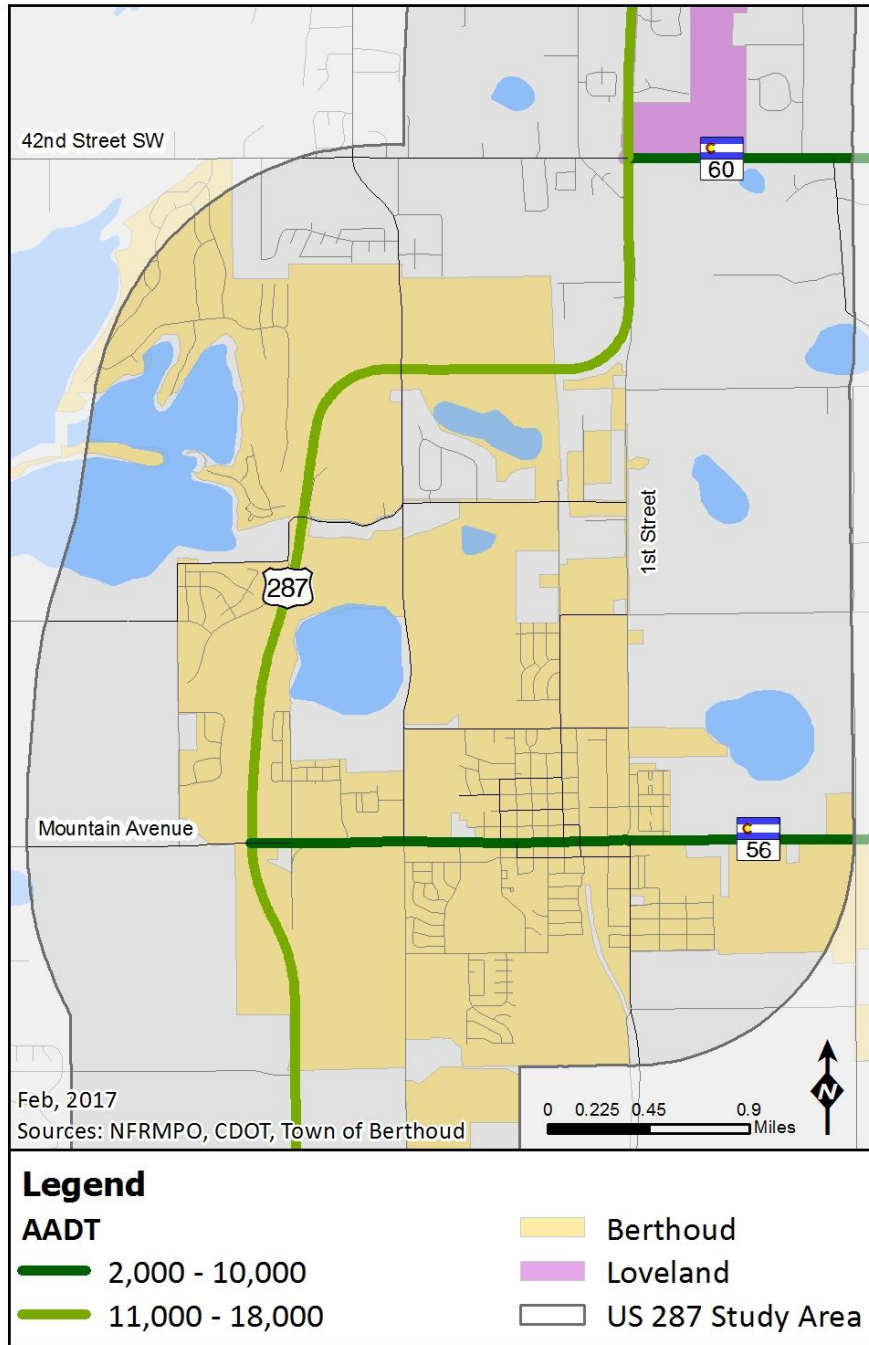 42nd Street SW
60
1st Street
287
Mountain Avenue
56
Feb, 2017
Sources: NFRMPO, CDOT, Town of Berthoud
0 0.225 0.45 0.9
Miles
N
Legend
AADT
2,000 - 10,000
11,000 - 18,000
Berthoud
Loveland
US 287 Study Area